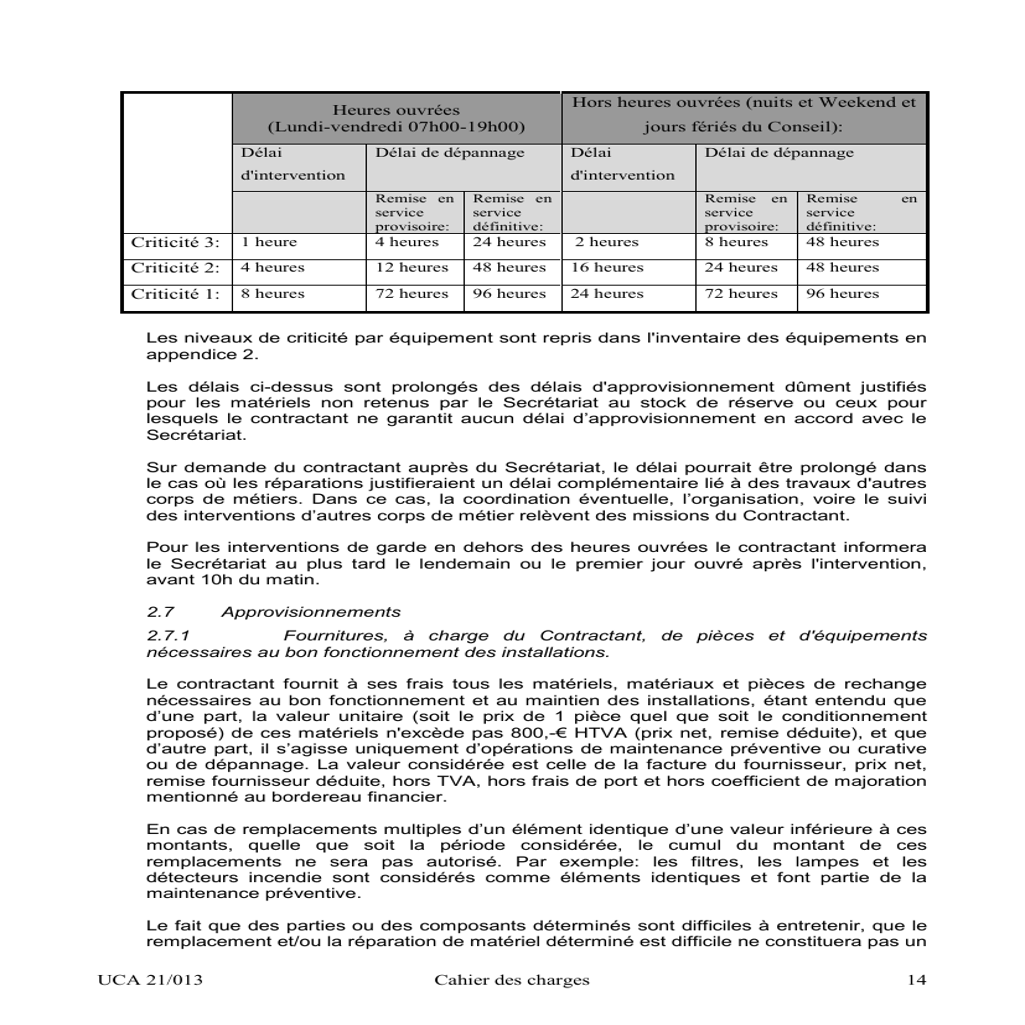 Heures ouvrées
(Lundi-vendredi 07h00-19h00)
Hors heures ouvrées (nuits et Weekend et
jours fériés du Conseil):
Délai
d'intervention
Délai de dépannage
Délai
d'intervention
Délai de dépannage
Remise en
service
provisoire:
Remise en
service
définitive:
Remise en
service
provisoire:
Remise en
service
définitive:
Criticité 3: 1 heure 4 heures 24 heures 2 heures 8 heures 48 heures
Criticité 2: 4 heures 12 heures 48 heures 16 heures 24 heures 48 heures
Criticité 1: 8 heures 72 heures 96 heures 24 heures 72 heures 96 heures
Les niveaux de criticité par équipement sont repris dans l'inventaire des équipements en
appendice 2.
Les délais ci-dessus sont prolongés des délais d'approvisionnement dûment justifiés
pour les matériels non retenus par le Secrétariat au stock de réserve ou ceux pour
lesquels le contractant ne garantit aucun délai d’approvisionnement en accord avec le
Secrétariat.
Sur demande du contractant auprès du Secrétariat, le délai pourrait être prolongé dans
le cas où les réparations justifieraient un délai complémentaire lié à des travaux d'autres
corps de métiers. Dans ce cas, la coordination éventuelle, l’organisation, voire le suivi
des interventions d’autres corps de métier relèvent des missions du Contractant.
Pour les interventions de garde en dehors des heures ouvrées le contractant informera
le Secrétariat au plus tard le lendemain ou le premier jour ouvré après l'intervention,
avant 10h du matin.
2.7 Approvisionnements
2.7.1 Fournitures, à charge du Contractant, de pièces et d'équipements
nécessaires au bon fonctionnement des installations.
Le contractant fournit à ses frais tous les matériels, matériaux et pièces de rechange
nécessaires au bon fonctionnement et au maintien des installations, étant entendu que
d’une part, la valeur unitaire (soit le prix de 1 pièce quel que soit le conditionnement
proposé) de ces matériels n'excède pas 800,-€ HTVA (prix net, remise déduite), et que
d’autre part, il s’agisse uniquement d’opérations de maintenance préventive ou curative
ou de dépannage. La valeur considérée est celle de la facture du fournisseur, prix net,
remise fournisseur déduite, hors TVA, hors frais de port et hors coefficient de majoration
mentionné au bordereau financier.
En cas de remplacements multiples d’un élément identique d’une valeur inférieure à ces
montants, quelle que soit la période considérée, le cumul du montant de ces
remplacements ne sera pas autorisé. Par exemple: les filtres, les lampes et les
détecteurs incendie sont considérés comme éléments identiques et font partie de la
maintenance préventive.
Le fait que des parties ou des composants déterminés sont difficiles à entretenir, que le
remplacement et/ou la réparation de matériel déterminé est difficile ne constituera pas un
UCA 21/013 Cahier des charges 14